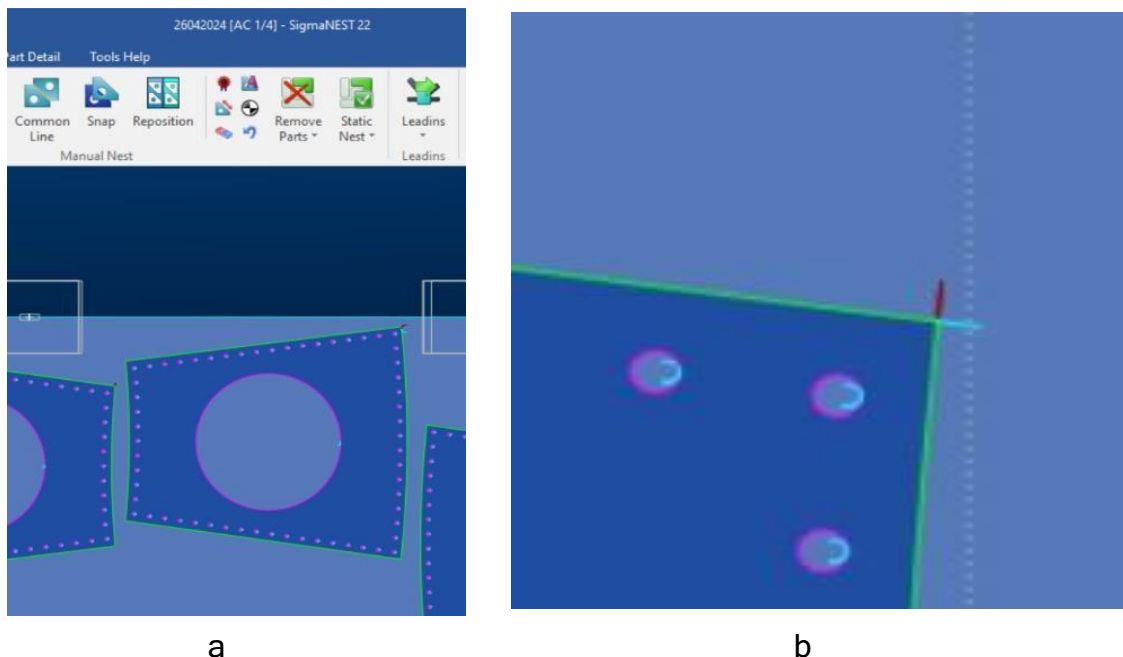 26042024 [AC 1/4] - SigmaNEST 22
Part Detail Tools Help
Common Line
Snap
Reposition
Remove Parts
Static Nest
Leadins
Manual Nest
Leadins
a
b